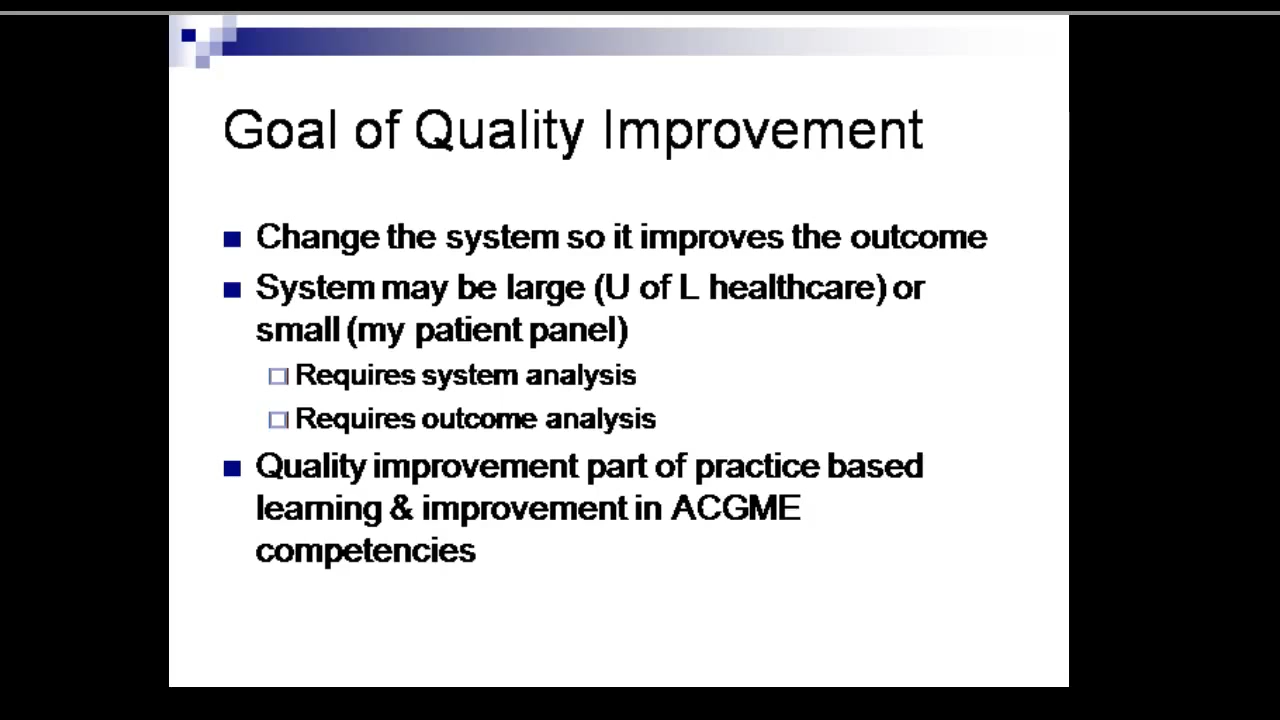 Goal of Quality Improvement
Change the system so it improves the outcome
System may be large (U of L healthcare) or
small (my patient panel)
Requires system analysis
Requires outcome analysis
Quality improvement part of practice based
learning & improvement in ACGME
competencies